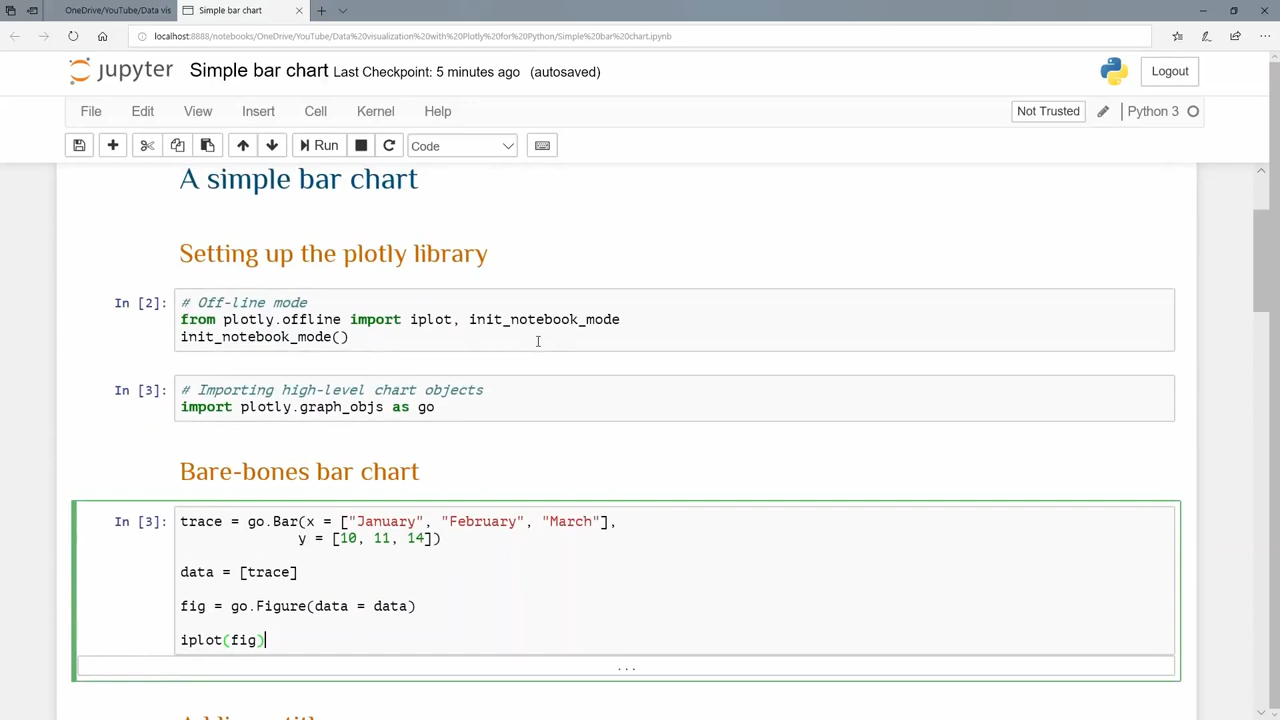 OneDrive/YouTube/Data vis
Simple bar chart
localhost:8888/notebooks/OneDrive/YouTube/Data%20visualization%20with%20Plotly%20for%20Python/Simple%20bar%20chart.ipynb
jupyter Simple bar chart Last Checkpoint: 5 minutes ago (autosaved)
Logout
File Edit View Insert Cell Kernel Help
Not Trusted
Python 3
Run
Code
A simple bar chart
Setting up the plotly library
In [2]:
# Off-line mode
from plotly.offline import iplot, init_notebook_mode
init_notebook_mode()
In [3]:
# Importing high-level chart objects
import plotly.graph_objs as go
Bare-bones bar chart
In [3]:
trace = go.Bar(x = ["January", "February", "March"],
y = [10, 11, 14])
data = [trace]
fig = go.Figure(data = data)
iplot(fig)
...